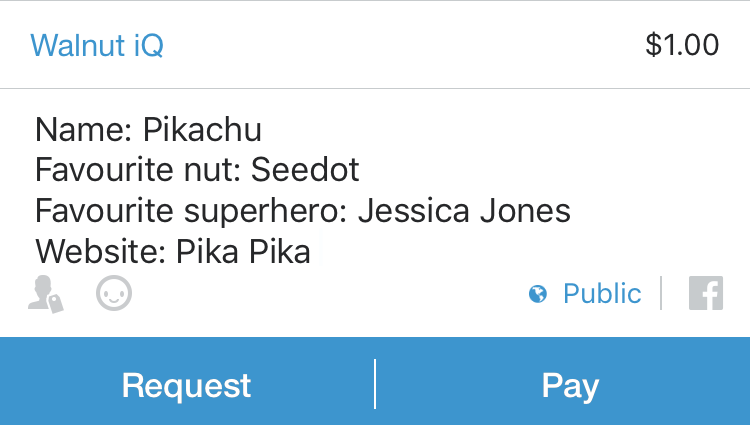 Walnut iQ $1.00
Name: Pikachu
Favourite nut: Seedot
Favourite superhero: Jessica Jones
Website: Pika Pika
Public
Request Pay